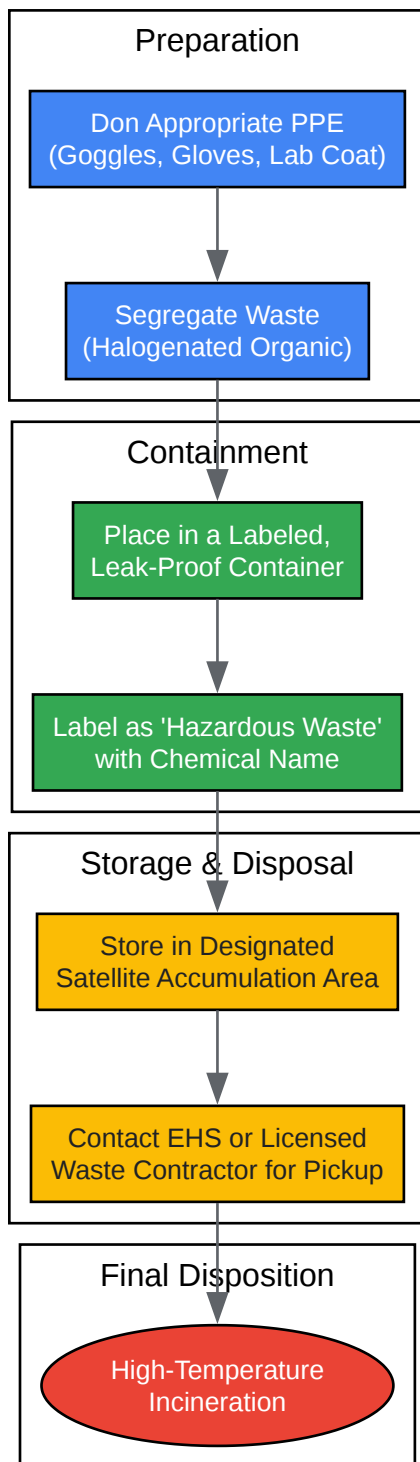 Preparation
Don Appropriate PPE
(Goggles, Gloves, Lab Coat)
Segregate Waste
(Halogenated Organic)
Containment
Place in a Labeled,
Leak-Proof Container
Label as 'Hazardous Waste'
with Chemical Name
Storage & Disposal
Store in Designated
Satellite Accumulation Area
Contact EHS or Licensed
Waste Contractor for Pickup
Final Disposition
High-Temperature
Incineration